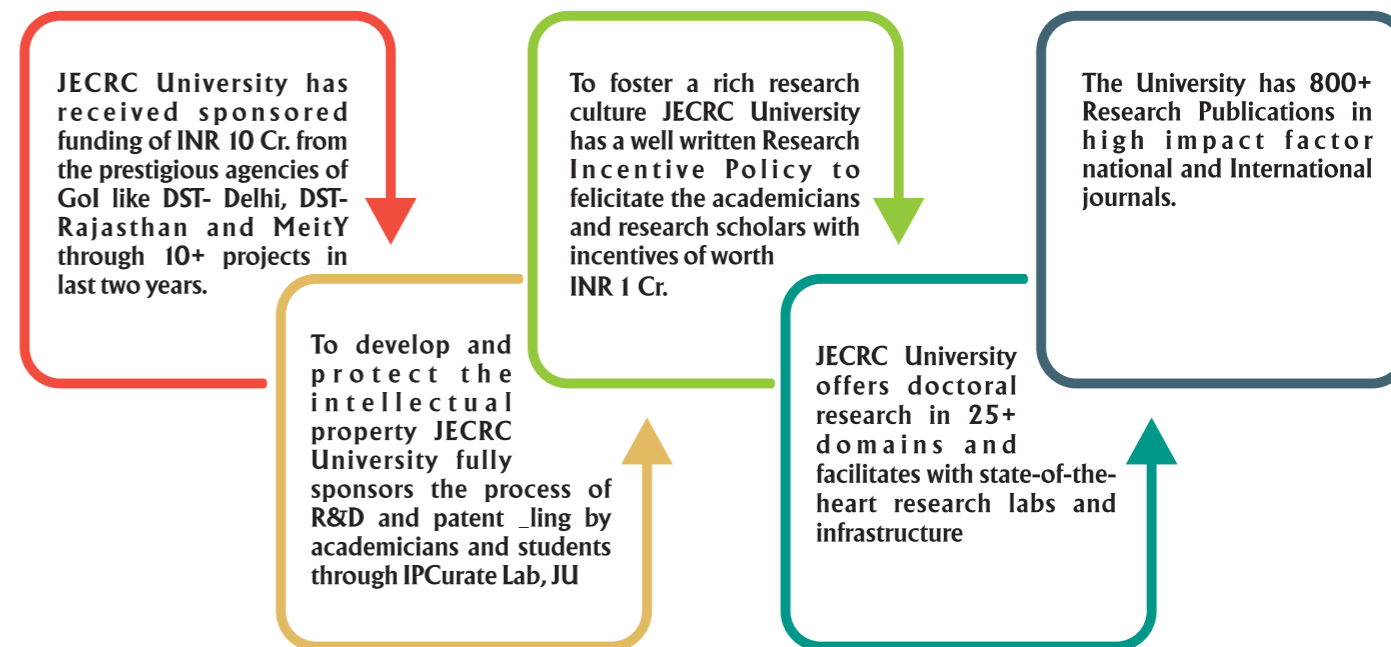 JECRC University has
received sponsored
funding of INR 10 Cr. from
the prestigious agencies of
GoI like DST- Delhi, DST-
Rajasthan and MeitY
through 10+ projects in
last two years.
To develop and
protect the
intellectual
property JECRC
University fully
sponsors the process of
R&D and patent _ling by
academicians and students
through IPCurate Lab, JU
To foster a rich research
culture JECRC University
has a well written Research
Incentive Policy to
felicitate the academicians
and research scholars with
incentives of worth
INR 1 Cr.
JECRC University
offers doctoral
research in 25+
domains and
facilitates with state-of-the-
heart research labs and
infrastructure
The University has 800+
Research Publications in
high impact factor
national and International
journals.